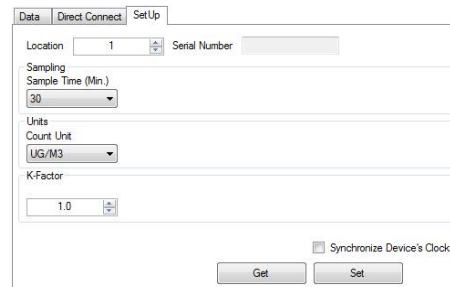 Data Direct Connect SetUp
Location 1 Serial Number
Sampling
Sample Time (Min.)
30
Units
Count Unit
UG/M3
K-Factor
1.0
Synchronize Device's Clock
Get Set